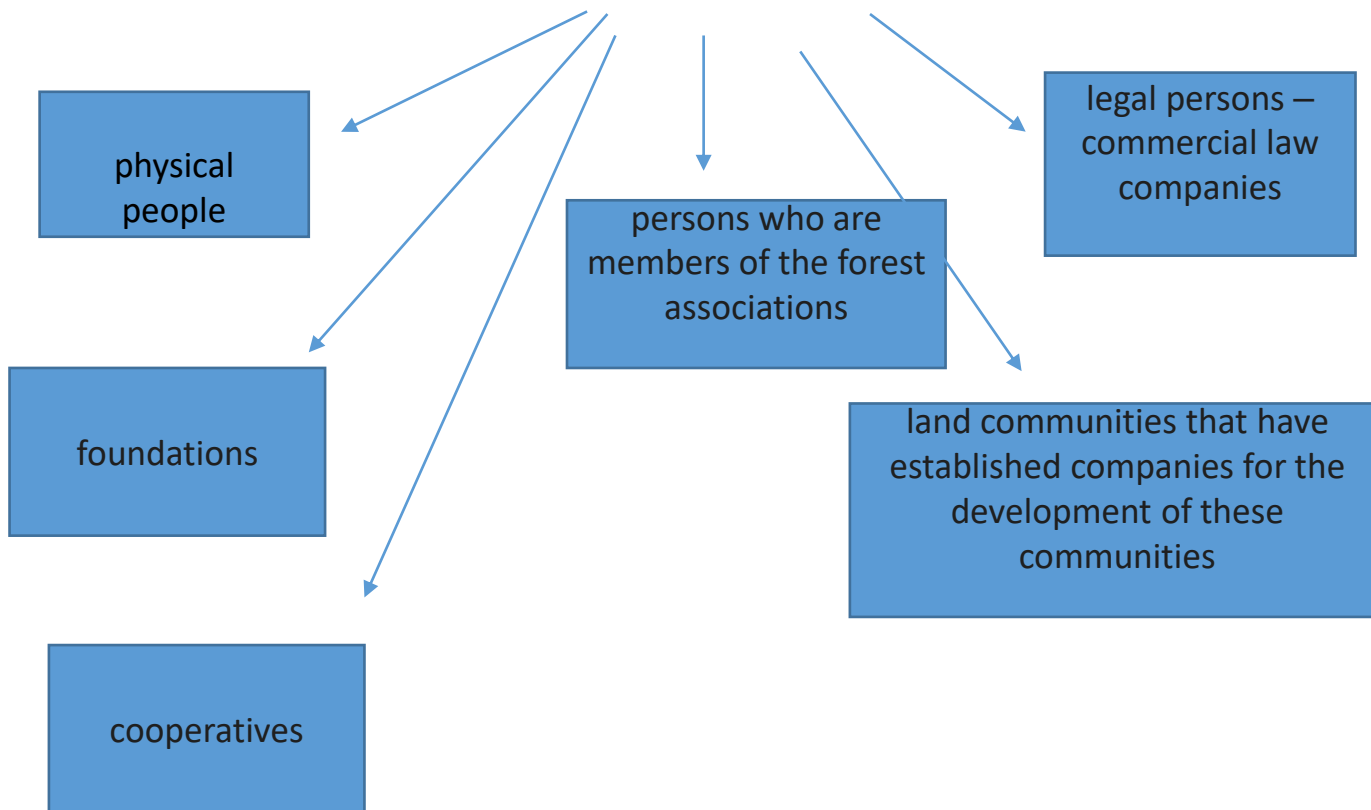 physical
people
legal persons –
commercial law
companies
persons who are
members of the forest
associations
foundations
land communities that have
established companies for the
development of these
communities
cooperatives